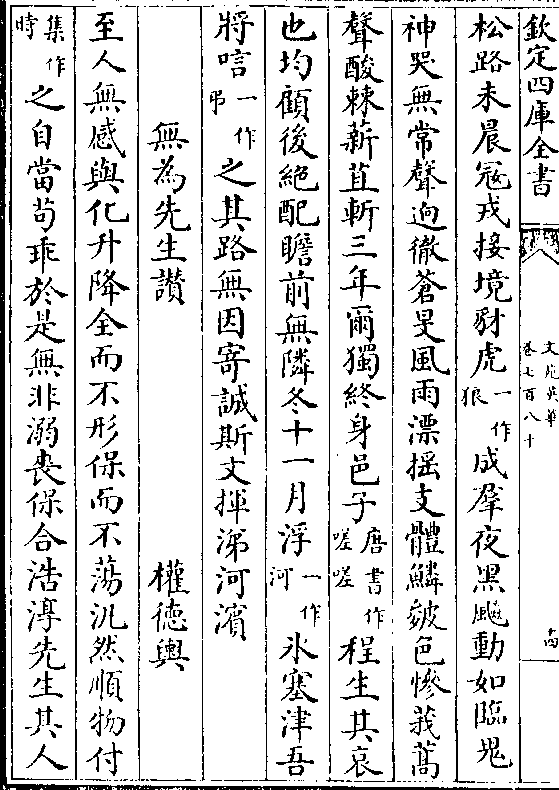 欽定四庫全書
文苑英華
卷七百八十
松路未晨冦戎接境豺虎一作狼成羣夜黑飈動如臨鬼
神哭無常聲逈徹蒼旻風雨漂揺支體鱗皴色慘莪蒿
聲酸棘薪苴斬三年爾獨終身邑子唐書作嗟嗟程生其哀
也均顧後絶配瞻前無隣冬十一月浮一作河氷塞津吾
將唁一作弔之其路無因寄誠斯文揮涕河濱
無為先生讃
權德輿
至人無感與化升降全而不形保而不蕩汎然順物付
集作時之自當茍乖於是無非溺喪保合浩淳先生其人